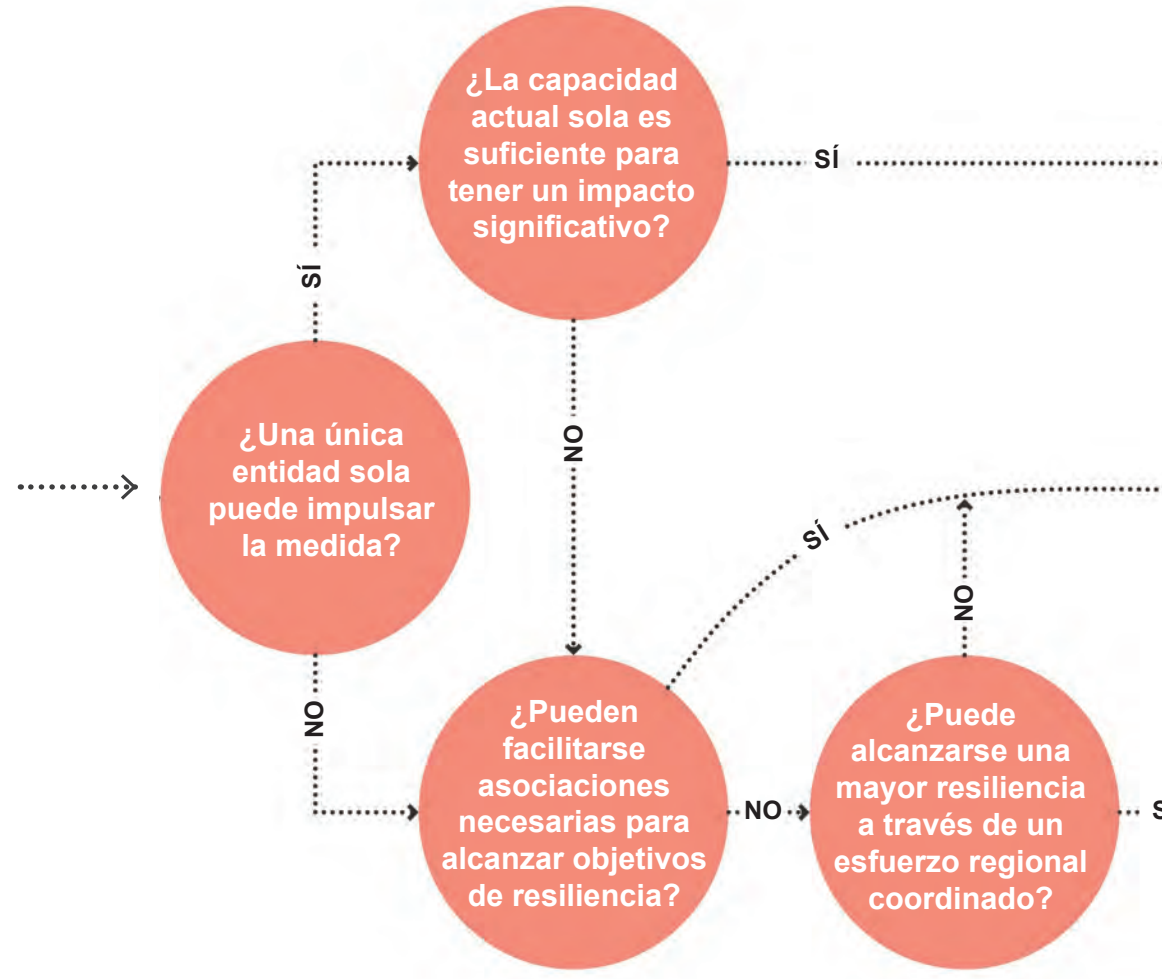 ¿La capacidad
actual sola es
suficiente para
tener un impacto
significativo?
SÍ
SÍ
¿Una única
entidad sola
puede impulsar
la medida?
NO
SÍ
NO
NO
¿Pueden
facilitarse
asociaciones
necesarias para
alcanzar objetivos
de resiliencia?
NO
¿Puede
alcanzarse una
mayor resiliencia
a través de un
esfuerzo regional
coordinado?